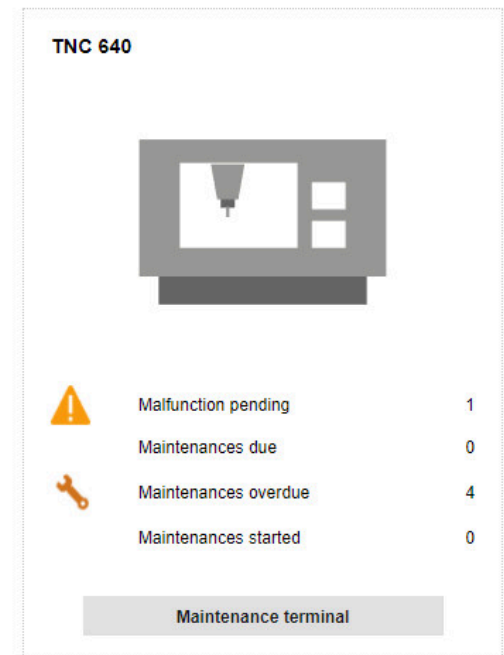 TNC 640
Malfunction pending 1
Maintenances due 0
Maintenances overdue 4
Maintenances started 0
Maintenance terminal